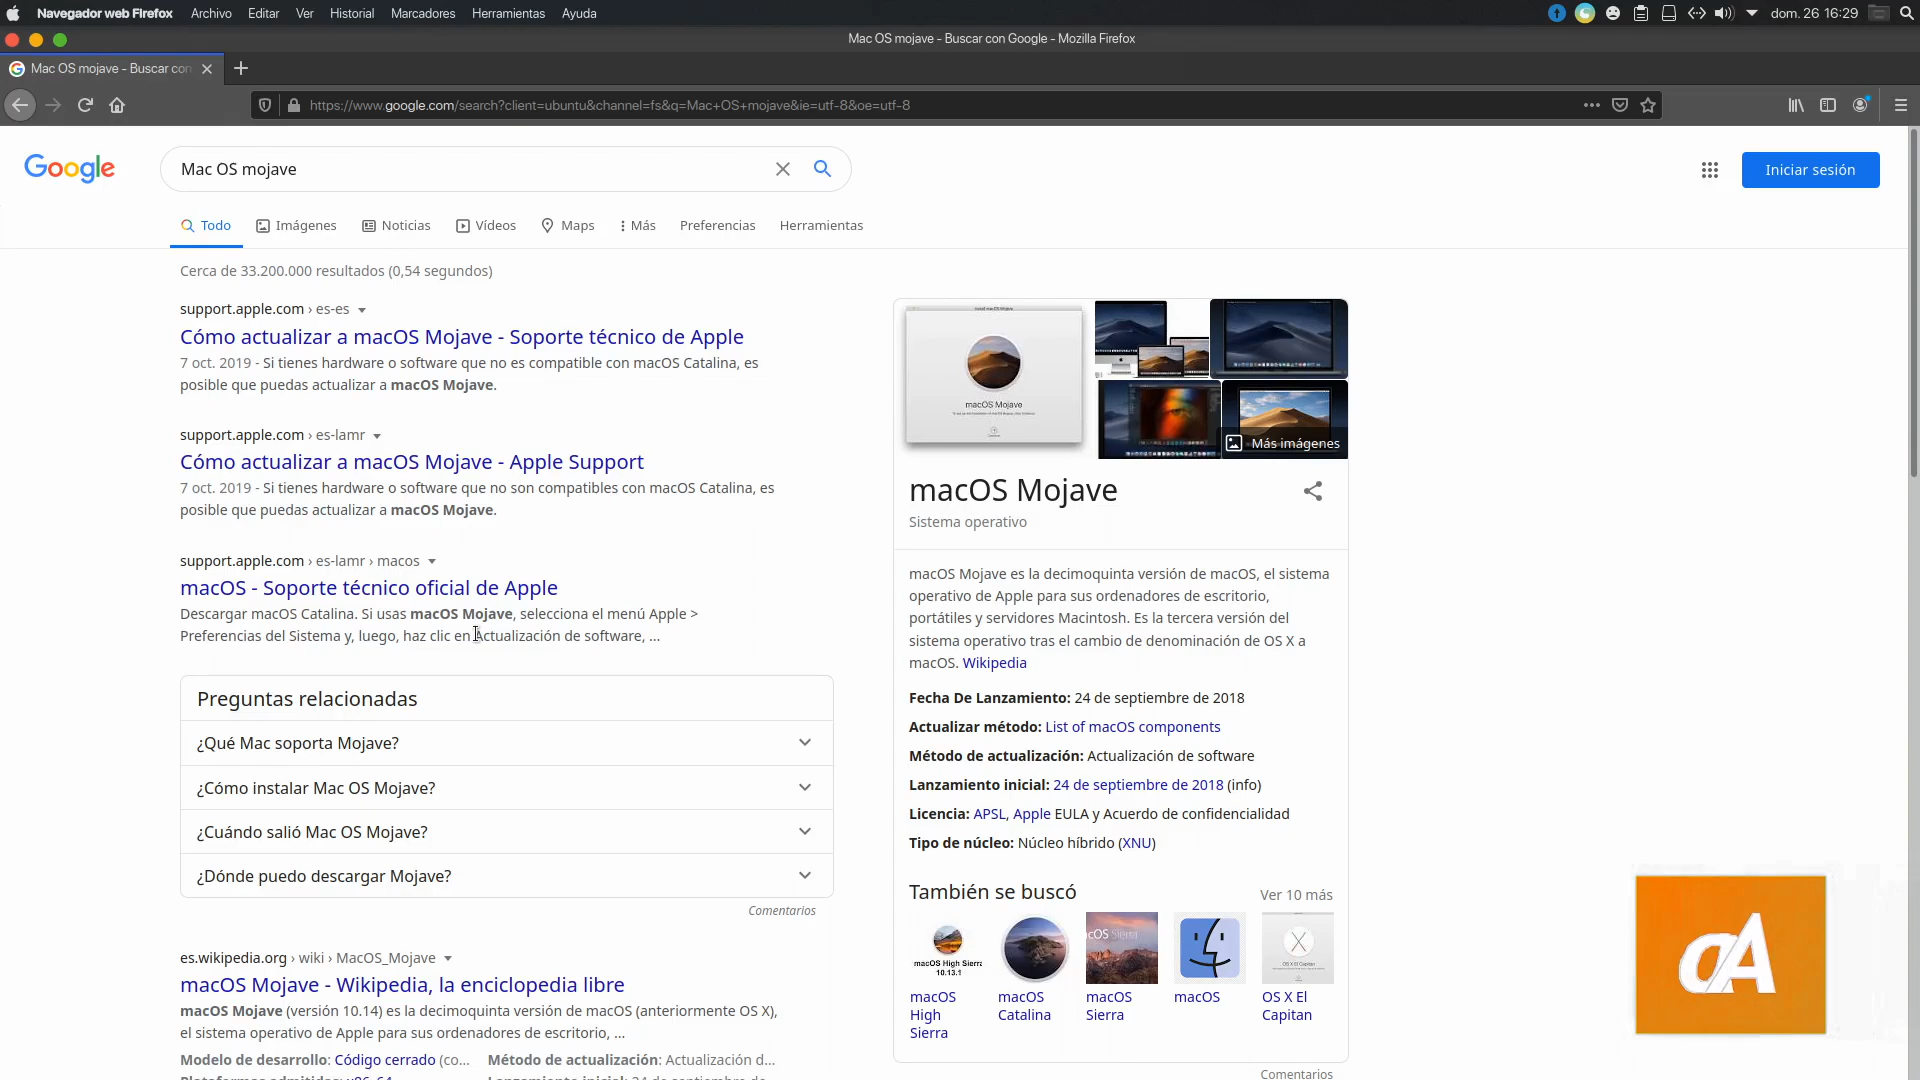 Navegador web Firefox Archivo Editar Ver Historial Marcadores Herramientas Ayuda dom. 26 16:29
Mac OS mojave - Buscar con Google - Mozilla Firefox
Mac OS mojave - Buscar con
https://www.google.com/search?client=ubuntu&channel=fs&q=Mac+OS+mojave&ie=utf-8&oe=utf-8
Google
Mac OS mojave
Iniciar sesión
Todo Imágenes Noticias Vídeos Maps Más Preferencias Herramientas
Cerca de 33.200.000 resultados (0,54 segundos)
support.apple.com › es-es
Cómo actualizar a macOS Mojave - Soporte técnico de Apple
7 oct. 2019 - Si tienes hardware o software que no es compatible con macOS Catalina, es
posible que puedas actualizar a macOS Mojave.
support.apple.com › es-lamr
Cómo actualizar a macOS Mojave - Apple Support
7 oct. 2019 - Si tienes hardware o software que no son compatibles con macOS Catalina, es
posible que puedas actualizar a macOS Mojave.
support.apple.com › es-lamr › macos
macOS - Soporte técnico oficial de Apple
Descargar macOS Catalina. Si usas macOS Mojave, selecciona el menú Apple >
Preferencias del Sistema y, luego, haz clic en Actualización de software, ...
Preguntas relacionadas
¿Qué Mac soporta Mojave?
¿Cómo instalar Mac OS Mojave?
¿Cuándo salió Mac OS Mojave?
¿Dónde puedo descargar Mojave?
Comentarios
es.wikipedia.org › wiki › MacOS_Mojave
macOS Mojave - Wikipedia, la enciclopedia libre
macOS Mojave (versión 10.14) es la decimoquinta versión de macOS (anteriormente OS X),
el sistema operativo de Apple para sus ordenadores de escritorio, ...
Modelo de desarrollo: Código cerrado (co... Método de actualización: Actualización d...
macOS Mojave
Más imágenes
macOS Mojave
Sistema operativo
macOS Mojave es la decimoquinta versión de macOS, el sistema
operativo de Apple para sus ordenadores de escritorio,
portátiles y servidores Macintosh. Es la tercera versión del
sistema operativo tras el cambio de denominación de OS X a
macOS. Wikipedia
Fecha De Lanzamiento: 24 de septiembre de 2018
Actualizar método: List of macOS components
Método de actualización: Actualización de software
Lanzamiento inicial: 24 de septiembre de 2018 (info)
Licencia: APSL, Apple EULA y Acuerdo de confidencialidad
Tipo de núcleo: Núcleo híbrido (XNU)
También se buscó Ver 10 más
macOS High Sierra
10.13.1
macOS
High
Sierra
macOS
Catalina
macOS
Sierra
macOS
OS X El
Capitan
Comentarios